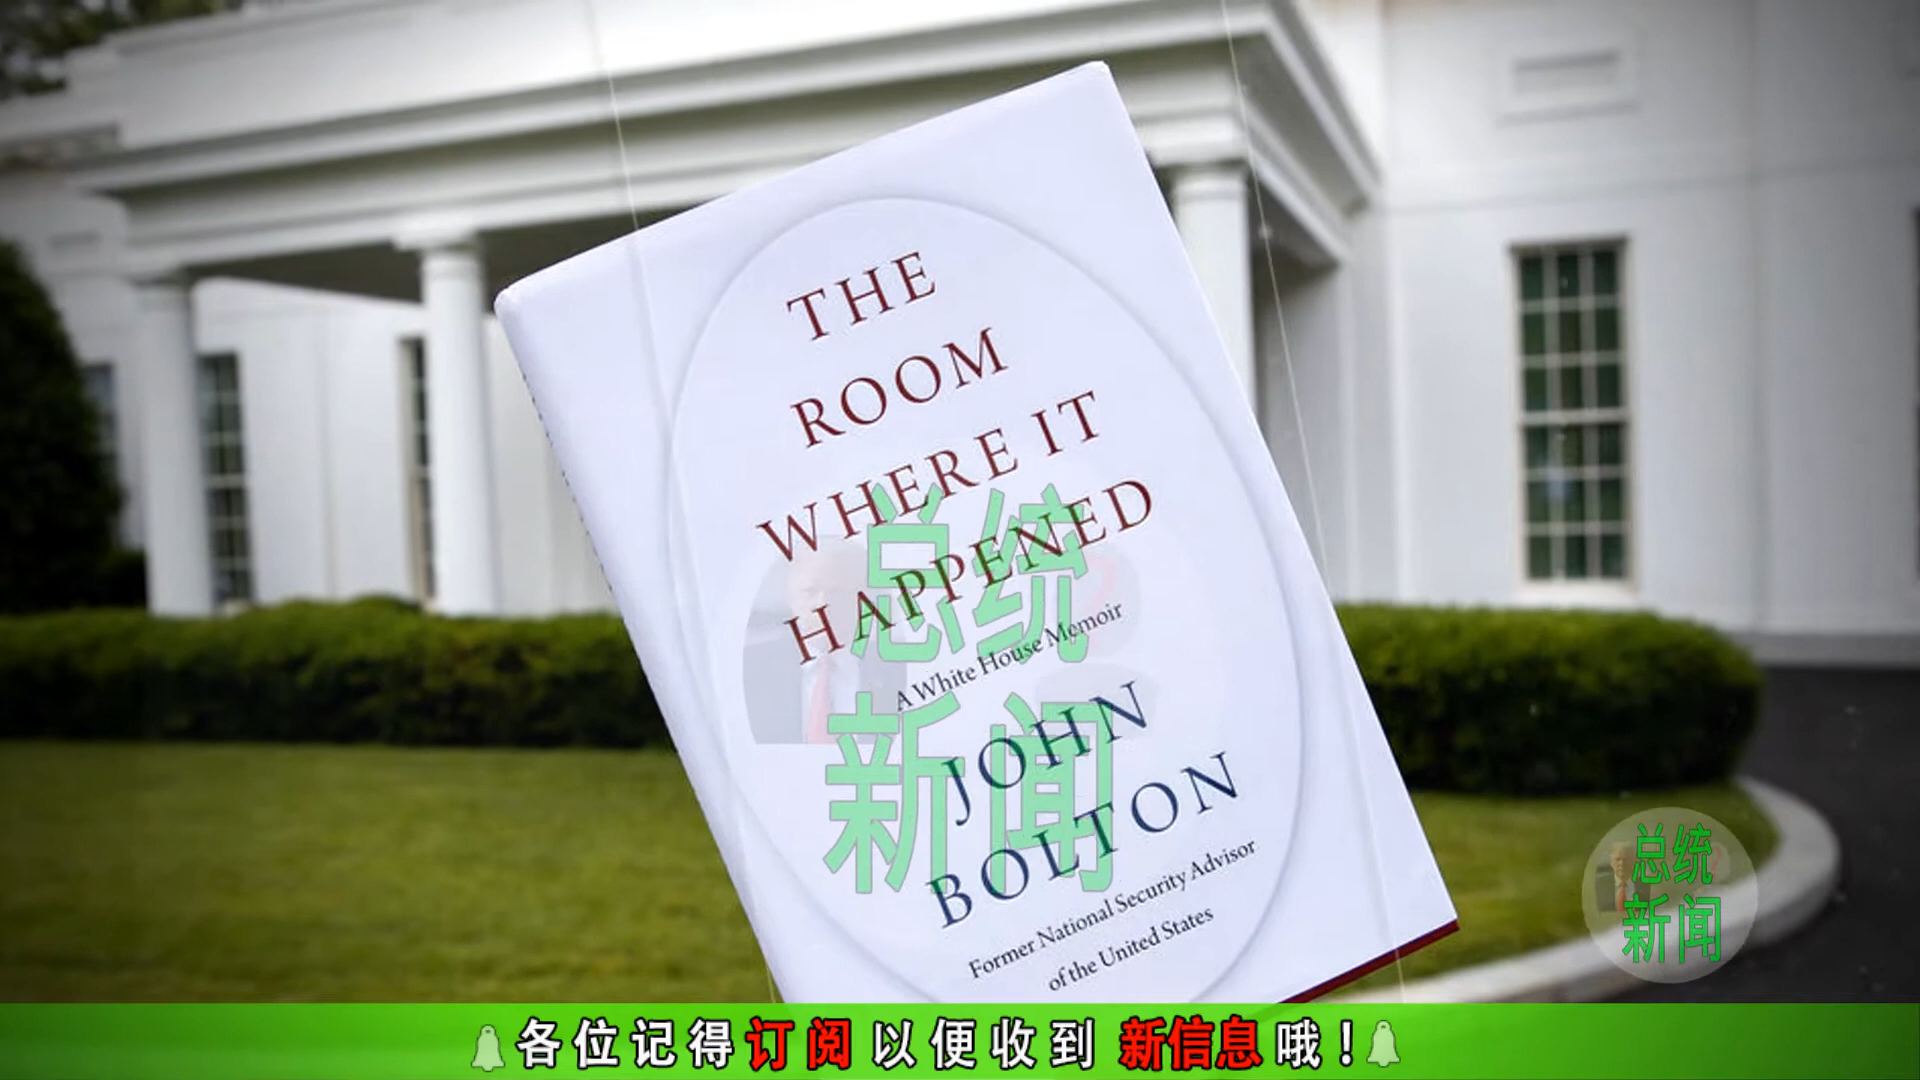 THE
ROOM
WHERE IT
HAPPENED
A White House Memoir
JOHN
BOLTON
Former National Security Advisor
of the United States
总统
新闻
总统
新闻
各位记得订阅以便收到 新信息哦！